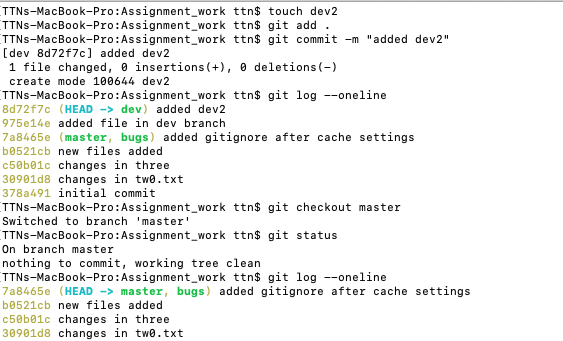 [TTNs-MacBook-Pro:Assignment_work ttn$ touch dev2
[TTNs-MacBook-Pro:Assignment_work ttn$ git add .
[TTNs-MacBook-Pro:Assignment_work ttn$ git commit -m "added dev2"
[dev 8d72f7c] added dev2
 1 file changed, 0 insertions(+), 0 deletions(-)
 create mode 100644 dev2
[TTNs-MacBook-Pro:Assignment_work ttn$ git log --oneline
8d72f7c (HEAD -> dev) added dev2
975e14e added file in dev branch
7a8465e (master, bugs) added gitignore after cache settings
b0521cb new files added
c50b01c changes in three
30901d8 changes in tw0.txt
378a491 initial commit
[TTNs-MacBook-Pro:Assignment_work ttn$ git checkout master
Switched to branch 'master'
[TTNs-MacBook-Pro:Assignment_work ttn$ git status
On branch master
nothing to commit, working tree clean
[TTNs-MacBook-Pro:Assignment_work ttn$ git log --oneline
7a8465e (HEAD -> master, bugs) added gitignore after cache settings
b0521cb new files added
c50b01c changes in three
30901d8 changes in tw0.txt